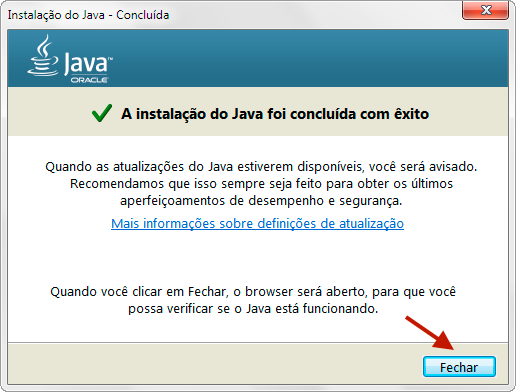 Instalação do Java - Concluída
Java™
ORACLE
A instalação do Java foi concluída com êxito
Quando as atualizações do Java estiverem disponíveis, você será avisado.
Recomendamos que isso sempre seja feito para obter os últimos
aperfeiçoamentos de desempenho e segurança.
Mais informações sobre definições de atualização
Quando você clicar em Fechar, o browser será aberto, para que você
possa verificar se o Java está funcionando.
Fechar